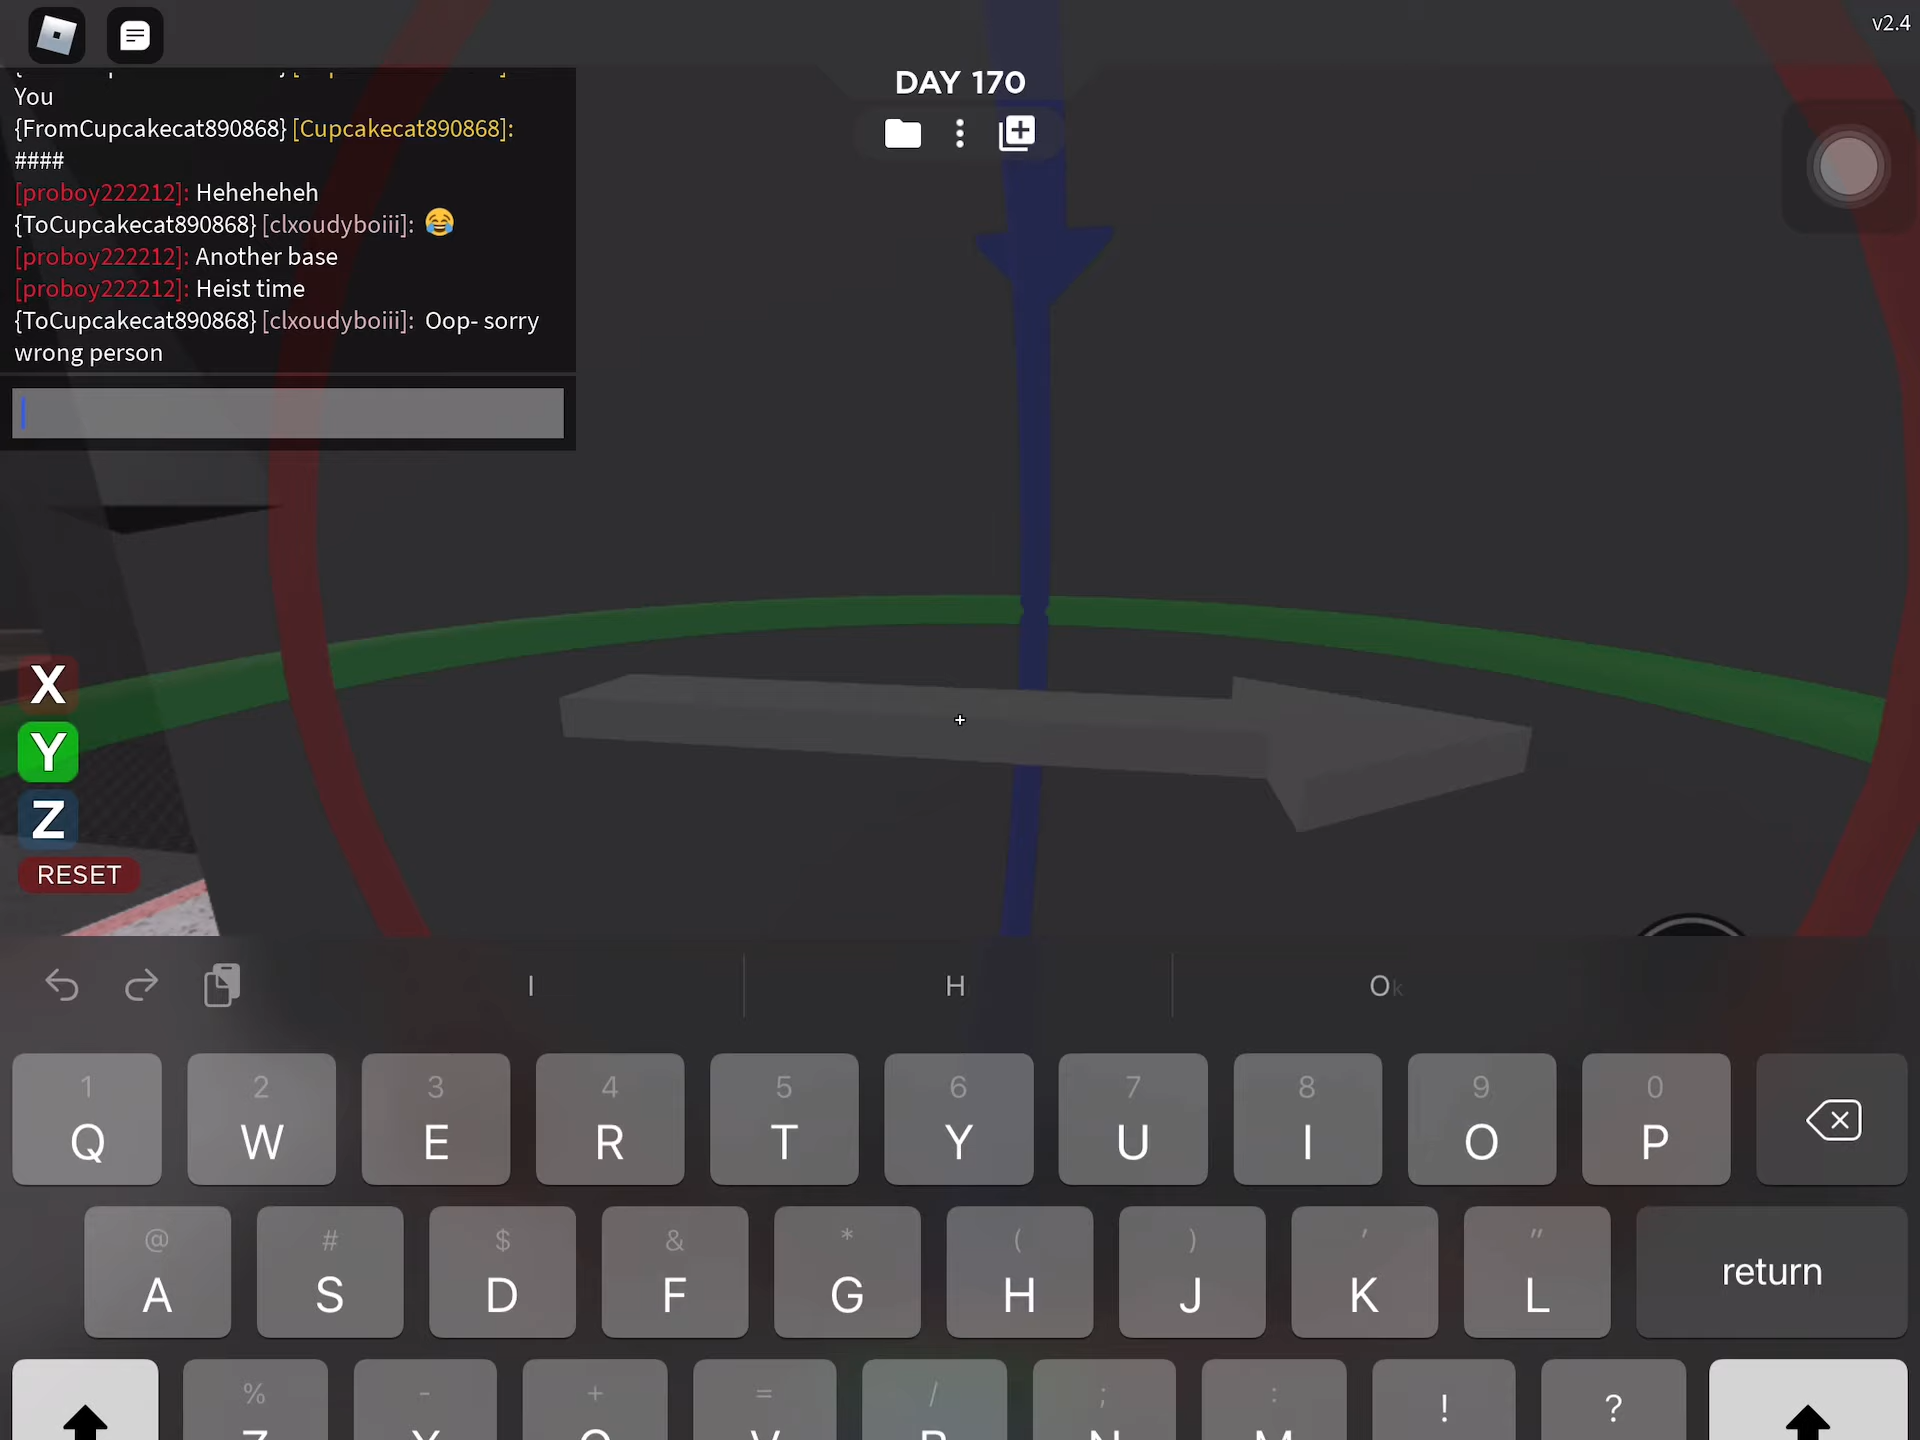 v2.4
DAY 170
You
{FromCupcakecat890868} [Cupcakecat890868]:
####
[proboy222212]: Heheheheh
{ToCupcakecat890868} [clxoudyboiii]: 😂
[proboy222212]: Another base
[proboy222212]: Heist time
{ToCupcakecat890868} [clxoudyboiii]: Oop- sorry
wrong person
X
Y
Z
RESET
I H Ok
1 2 3 4 5 6 7 8 9 0
Q W E R T Y U I O P
@ # $ & * ( ) ' "
A S D F G H J K L return
% - + = / ; : ! ?
Z X C V B N M